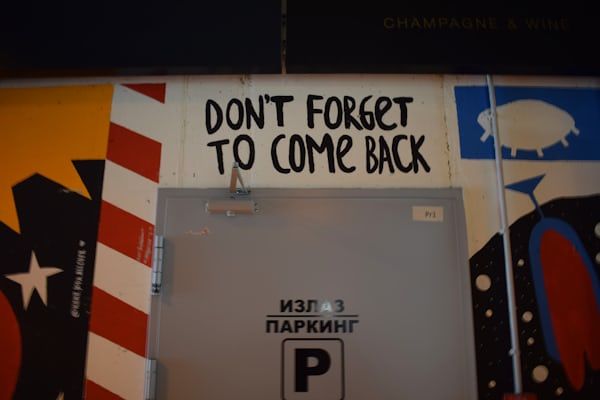 CHAMPAGNE & WINE
DON'T FORGET
TO COME BACK
Pr1
ИЗЛАЗ
ПАРКИНГ
P